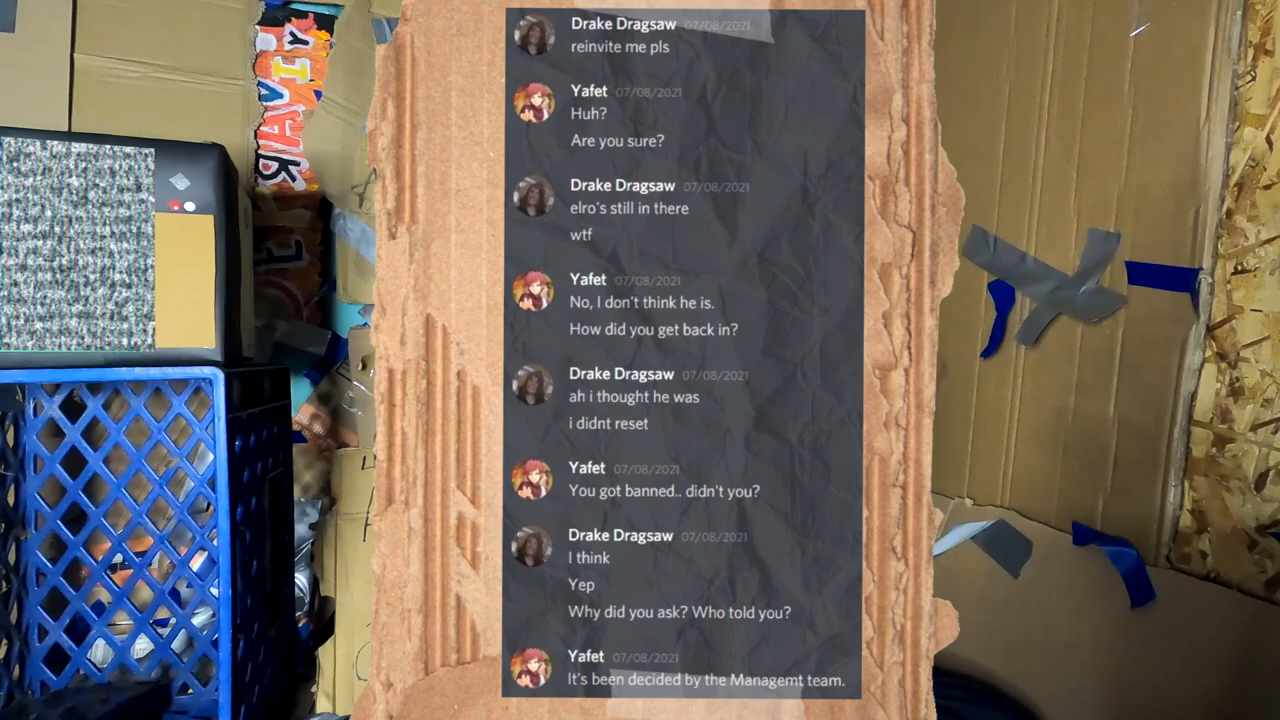 Drake Dragsaw 07/08/2021
reinvite me pls
Yafet 07/08/2021
Huh?
Are you sure?
Drake Dragsaw 07/08/2021
elro's still in there
wtf
Yafet 07/08/2021
No, I don't think he is.
How did you get back in?
Drake Dragsaw 07/08/2021
ah i thought he was
i didnt reset
Yafet 07/08/2021
You got banned.. didn't you?
Drake Dragsaw 07/08/2021
I think
Yep
Why did you ask? Who told you?
Yafet 07/08/2021
It's been decided by the Managemt team.